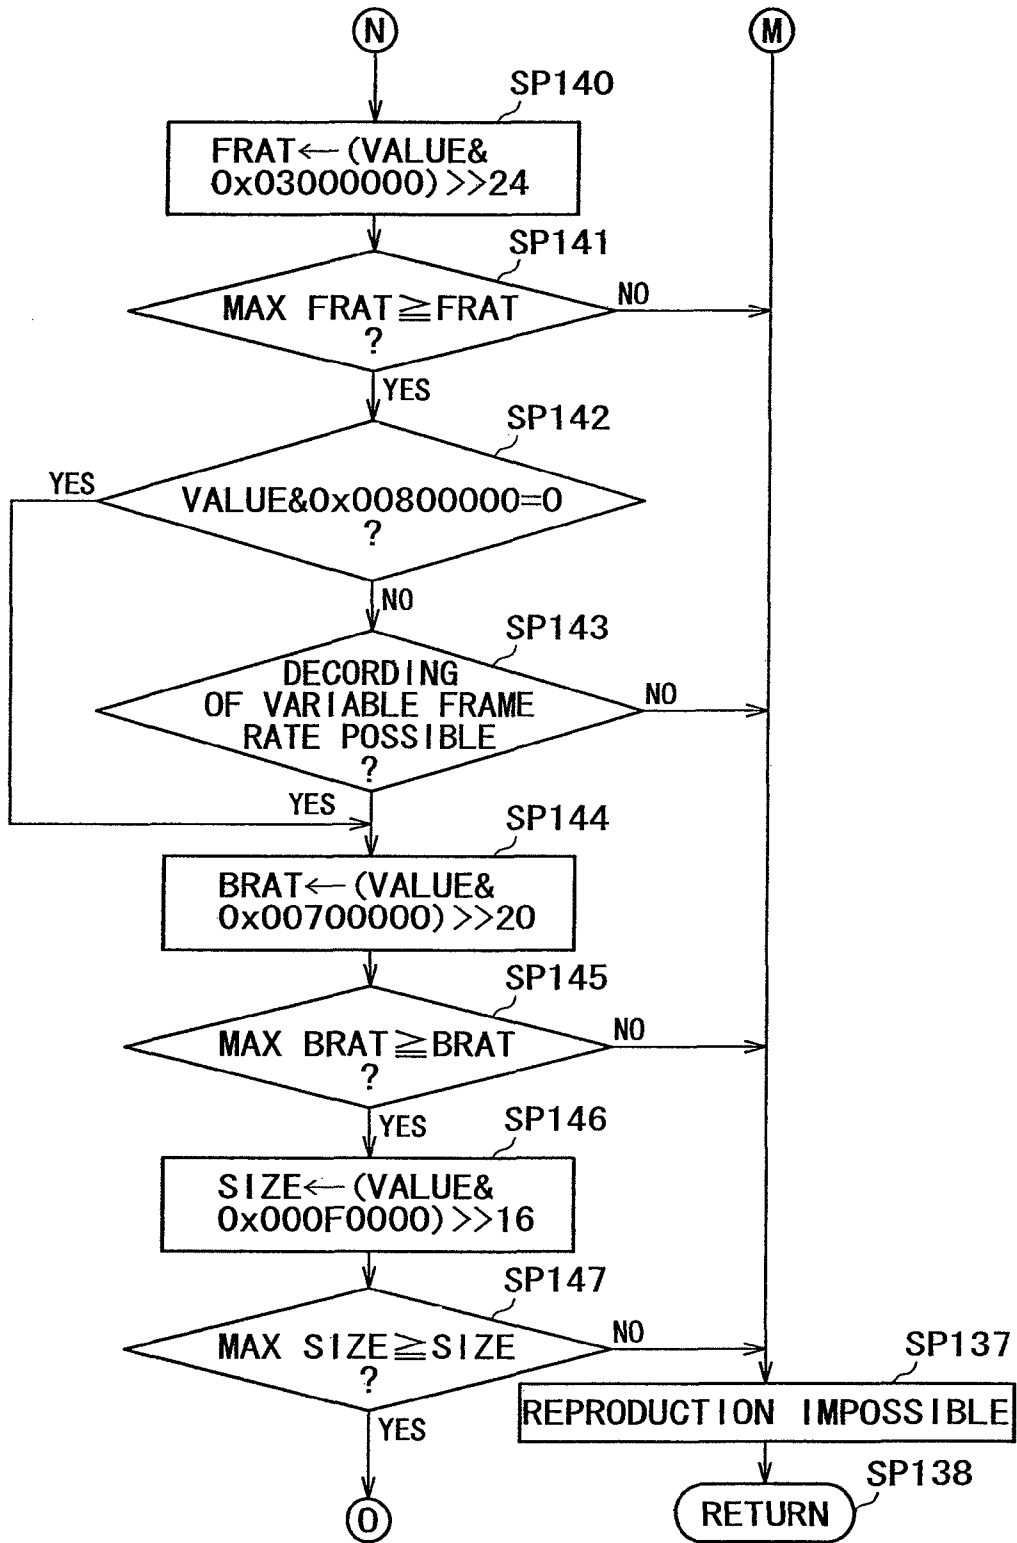 N
M
SP140
FRAT←(VALUE&
0x03000000)>>24
SP141
MAX FRAT≧FRAT
?
NO
YES
SP142
YES
VALUE&0x00800000=0
?
NO
SP143
DECORDING
OF VARIABLE FRAME
RATE POSSIBLE
?
NO
YES
SP144
BRAT←(VALUE&
0x00700000)>>20
SP145
MAX BRAT≧BRAT
?
NO
YES
SP146
SIZE←(VALUE&
0x000F0000)>>16
SP147
MAX SIZE≧SIZE
?
NO
YES
SP137
REPRODUCTION IMPOSSIBLE
SP138
RETURN
O